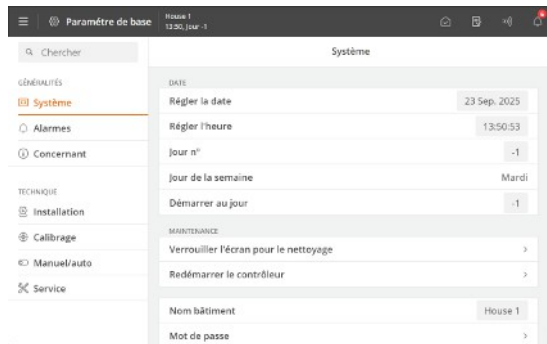 Paramétre de base
House 1
13:50, Jour -1
Chercher
Système
GÉNÉRALITÉS
Système
Alarmes
Concernant
TECHNIQUE
Installation
Calibrage
Manuel/auto
Service
DATE
Régler la date 23 Sep. 2025
Régler l'heure 13:50:53
Jour n° -1
Jour de la semaine Mardi
Démarrer au jour -1
MAINTENANCE
Verrouiller l'écran pour le nettoyage
Redémarrer le contrôleur
Nom bâtiment House 1
Mot de passe